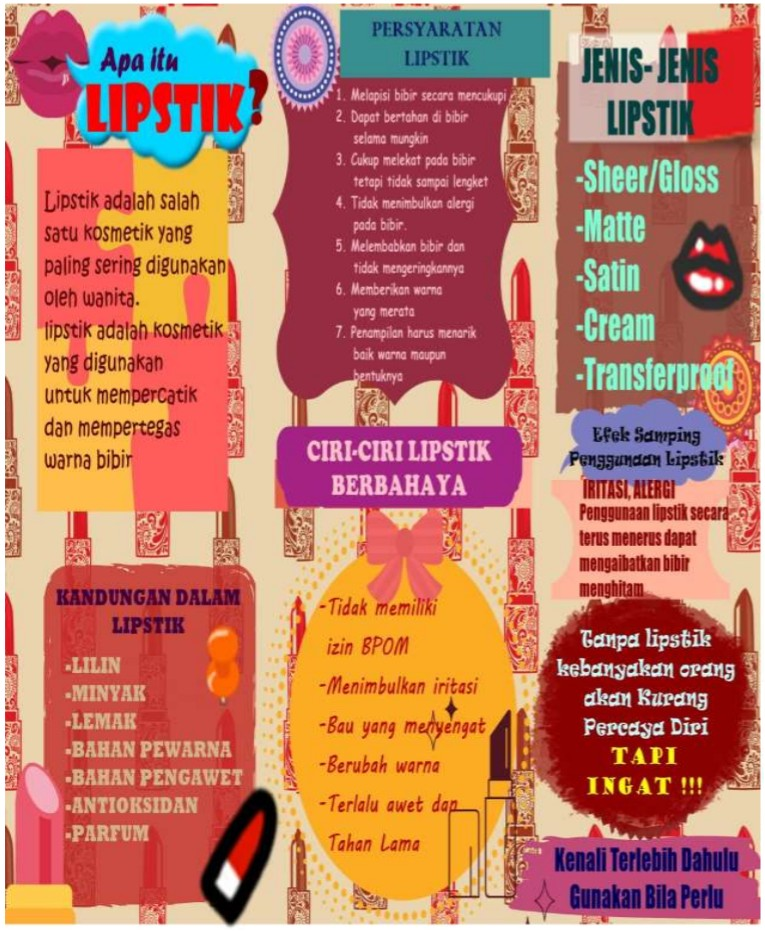 Apa itu
LIPSTIK?
Lipstik adalah salah
satu kosmetik yang
paling sering digunakan
oleh wanita.
lipstik adalah kosmetik
yang digunakan
untuk mempercatik
dan mempertegas
warna bibir
KANDUNGAN DALAM
LIPSTIK
-LILIN
-MINYAK
-LEMAK
-BAHAN PEWARNA
-BAHAN PENGAWET
-ANTIOKSIDAN
-PARFUM
PERSYARATAN
LIPSTIK
1. Melapisi bibir secara mencukupi
2. Dapat bertahan di bibir
selama mungkin
3. Cukup melekat pada bibir
tetapi tidak sampai lengket
4. Tidak menimbulkan alergi
pada bibir.
5. Melembabkan bibir dan
tidak mengeringkannya
6. Memberikan warna
yang merata
7. Penampilan harus menarik
baik warna maupun
bentuknya
CIRI-CIRI LIPSTIK
BERBAHAYA
-Tidak memiliki
izin BPOM
-Menimbulkan iritasi
-Bau yang menyengat
-Berubah warna
-Terlalu awet dan
Tahan Lama
JENIS- JENIS
LIPSTIK
-Sheer/Gloss
-Matte
-Satin
-Cream
-Transferproof
Efek Samping
Penggunaan Lipstik
IRITASI, ALERGI
Penggunaan lipstik secara
terus menerus dapat
mengaibatkan bibir
menghitam
Tanpa lipstik
kebanyakan orang
akan Kurang
Percaya Diri
TAPI
INGAT !!!
Kenali Terlebih Dahulu
Gunakan Bila Perlu